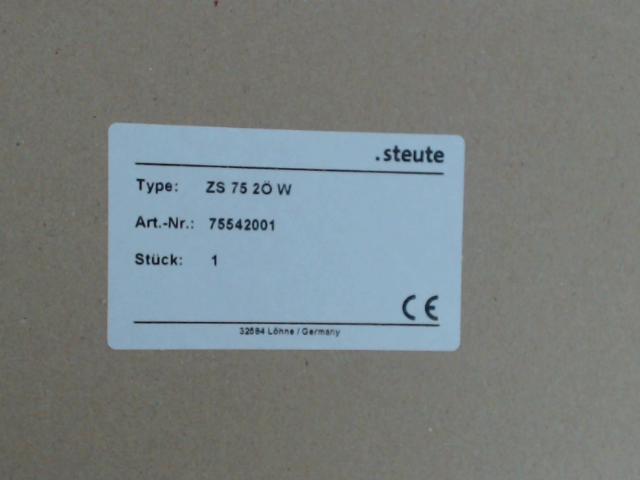 .steute
Type: ZS 75 2Ö W
Art.-Nr.: 75542001
Stück: 1
CE
32584 Löhne / Germany